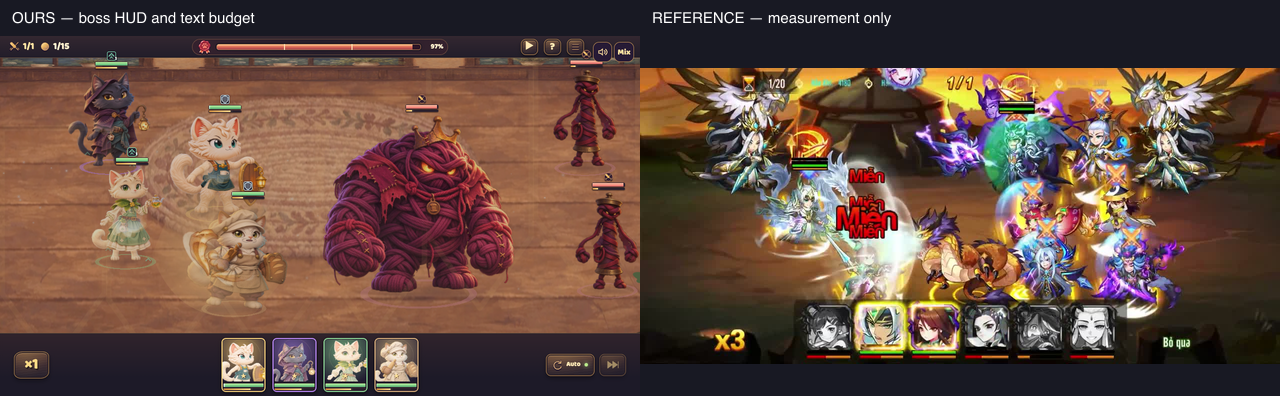 OURS — boss HUD and text budget
REFERENCE — measurement only
1/1
1/15
97%
?
Mix
1/20
1/1
Miễn
Miễn
Miễn
Miễn
×1
Auto
x3
Bỏ qua